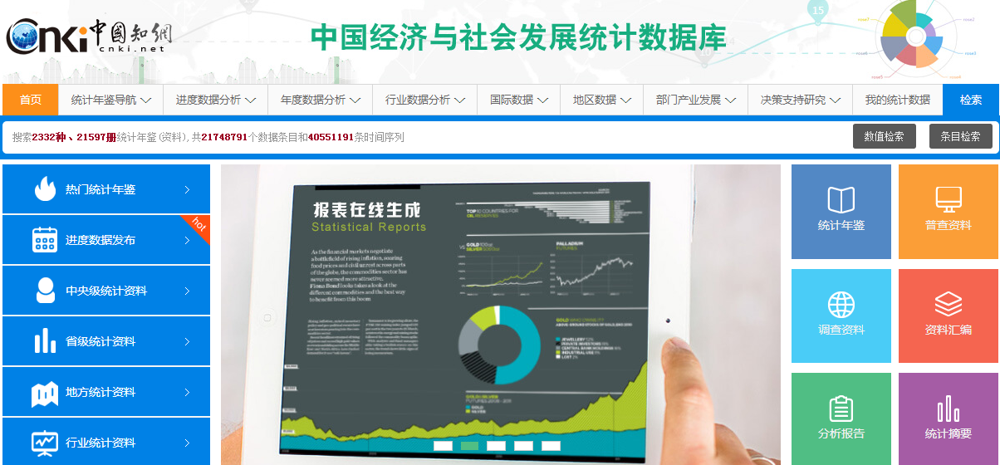 Cnki 中國知網
cnki.net
中国经济与社会发展统计数据库
15
14
首页 统计年鉴导航 进度数据分析 年度数据分析 行业数据分析 国际数据 地区数据 部门产业发展 决策支持研究 我的统计数据 检索
搜索2332种、21597册统计年鉴(资料),共21748791个数据条目和40551191条时间序列
数值检索 条目检索
热门统计年鉴
hot
进度数据发布
中央级统计资料
省级统计资料
地方统计资料
行业统计资料
报表在线生成
Statistical Reports
As the financial markets negotiate
a battlefield of rising inflation, soaring
food prices and civil unrest across parts
of the globe, the commodities sector has
never seemed more attractive.
Fiona Bond looks takes a look at the
different commodities and the best way
to benefit from this boom
TOP 10 COUNTRIES FOR
OIL RESERVES
VS
GOLD 100oz
SILVER 5000oz
PALLADIUM
FUTURES
JEWELLERY
PRIVATE INVESTORS
CENTRAL BANK HOLDINGS
INDUSTRIAL USE
LOST
GOLD/SILVER
GOLD
SILVER
统计年鉴
普查资料
调查资料
资料汇编
分析报告
统计摘要